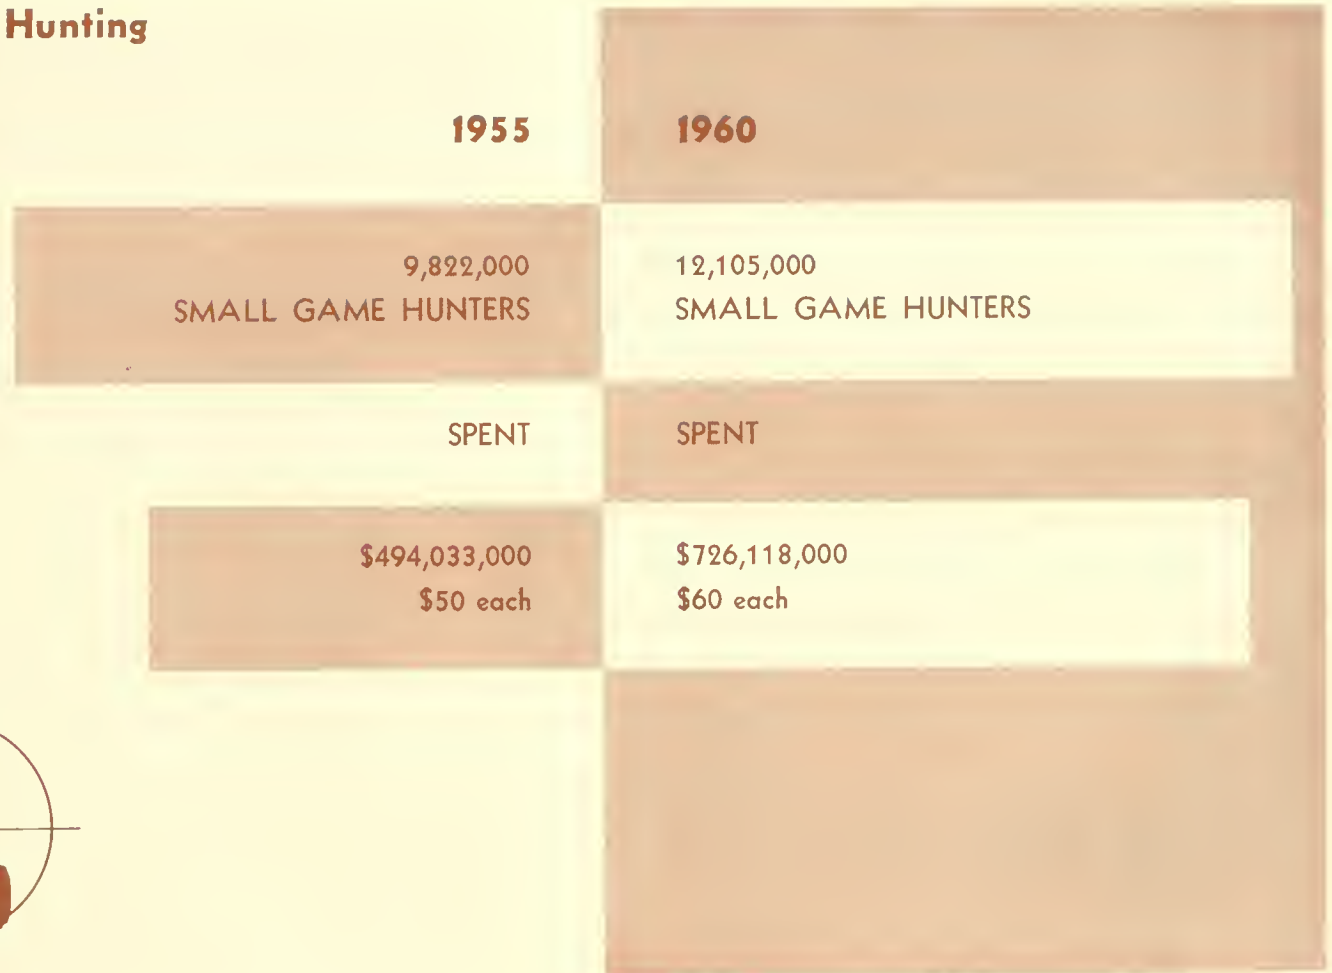 Hunting
1955
1960
9,822,000
SMALL GAME HUNTERS
12,105,000
SMALL GAME HUNTERS
SPENT
SPENT
$494,033,000
$50 each
$726,118,000
$60 each